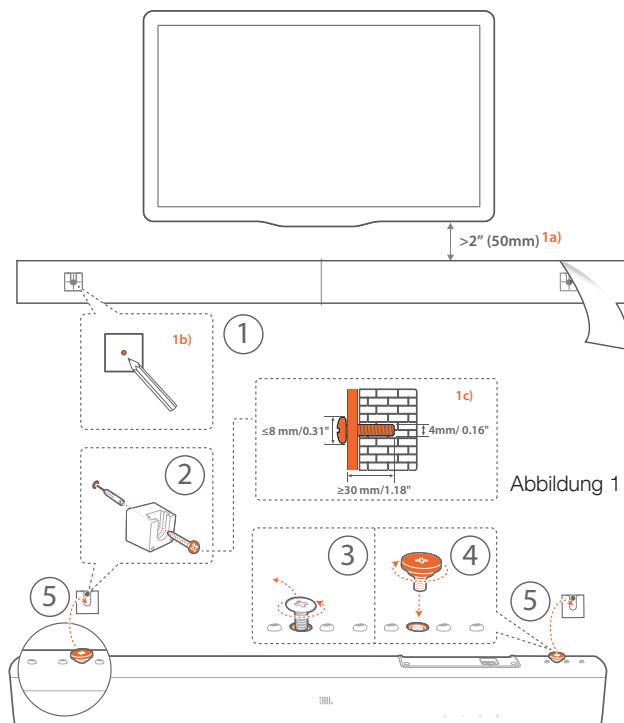 >2" (50mm) 1a)
1b)
1
1c)
≤8 mm/0.31"
4mm/ 0.16"
≥30 mm/1.18"
Abbildung 1
2
3
4
5
5
JBL